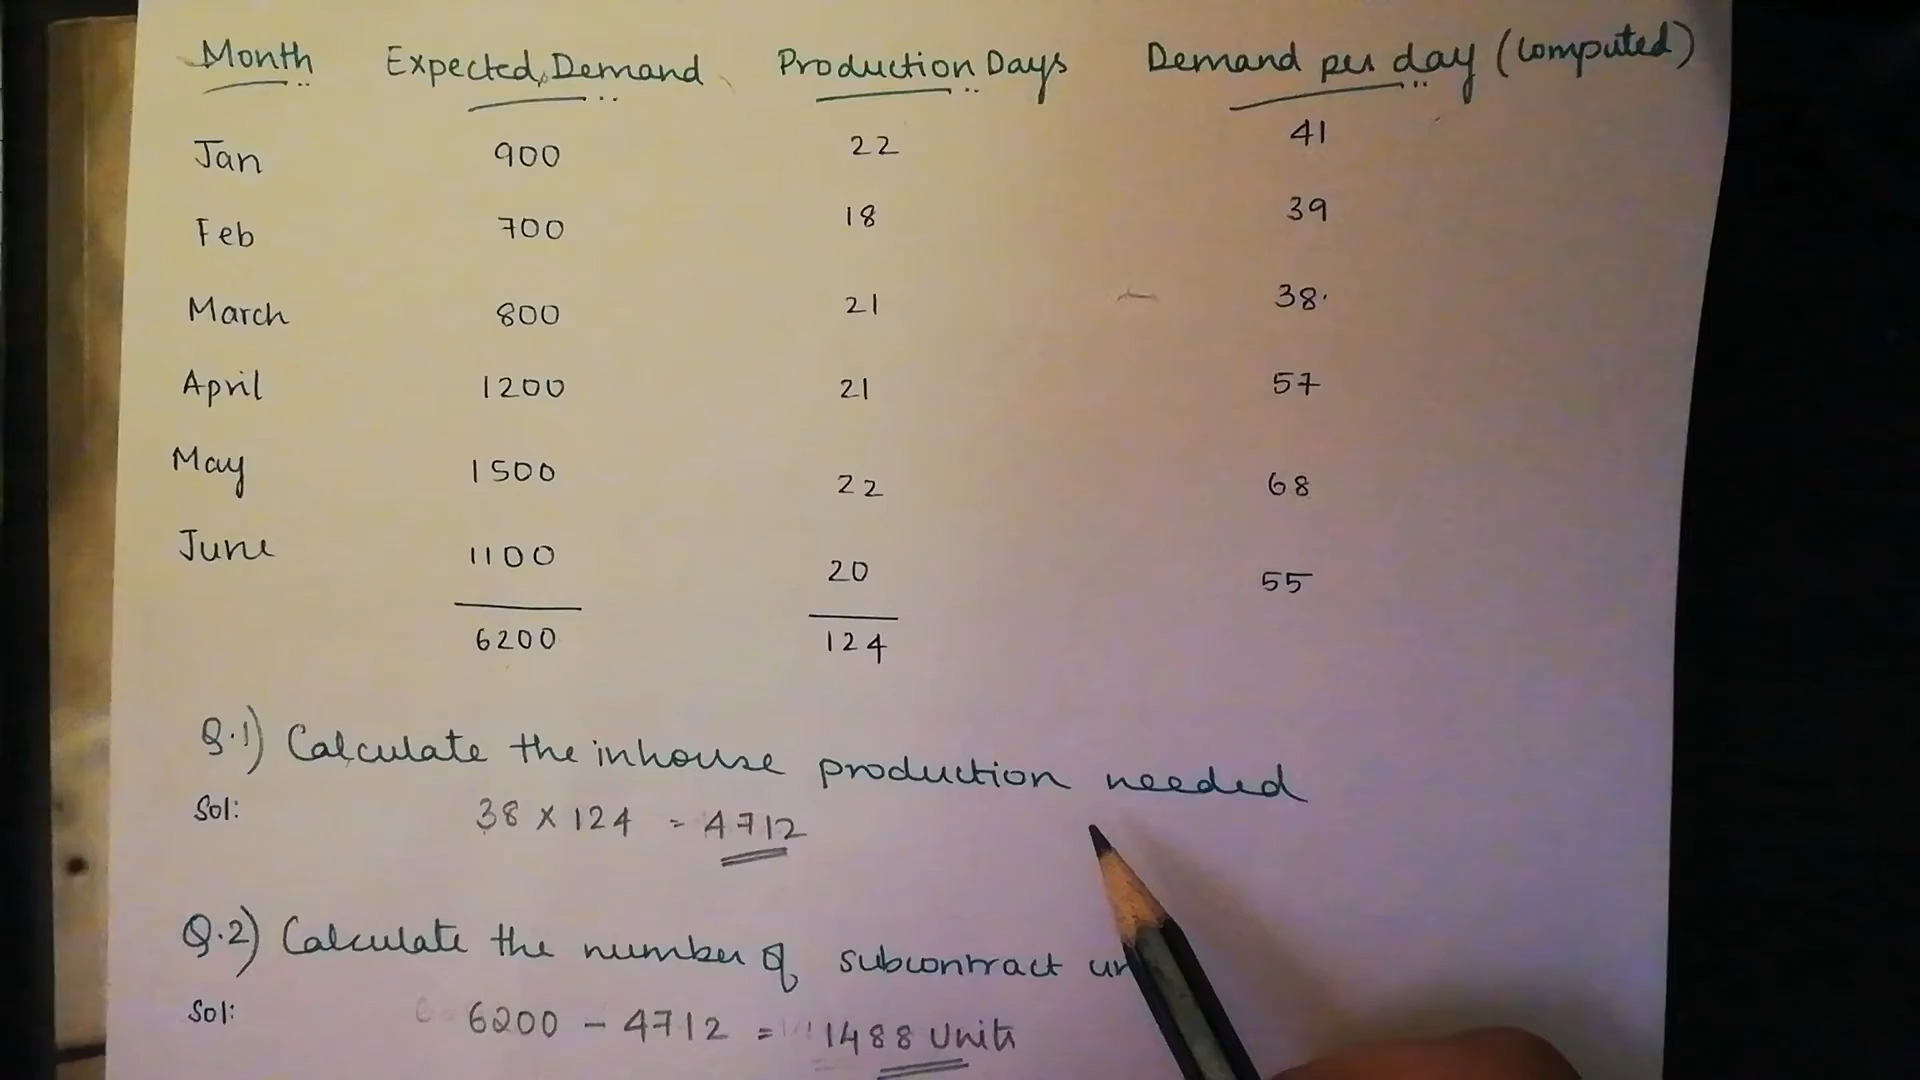 Month Expected Demand Production Days Demand per day (computed)
Jan 900 22 41
Feb 700 18 39
March 800 21 38
April 1200 21 57
May 1500 22 68
June 1100 20 55
6200 124
Q.1) Calculate the inhouse production needed
Sol: 38 x 124 = 4712
Q.2) Calculate the number of subcontract
Sol: 6200 - 4712 = 1488 Units